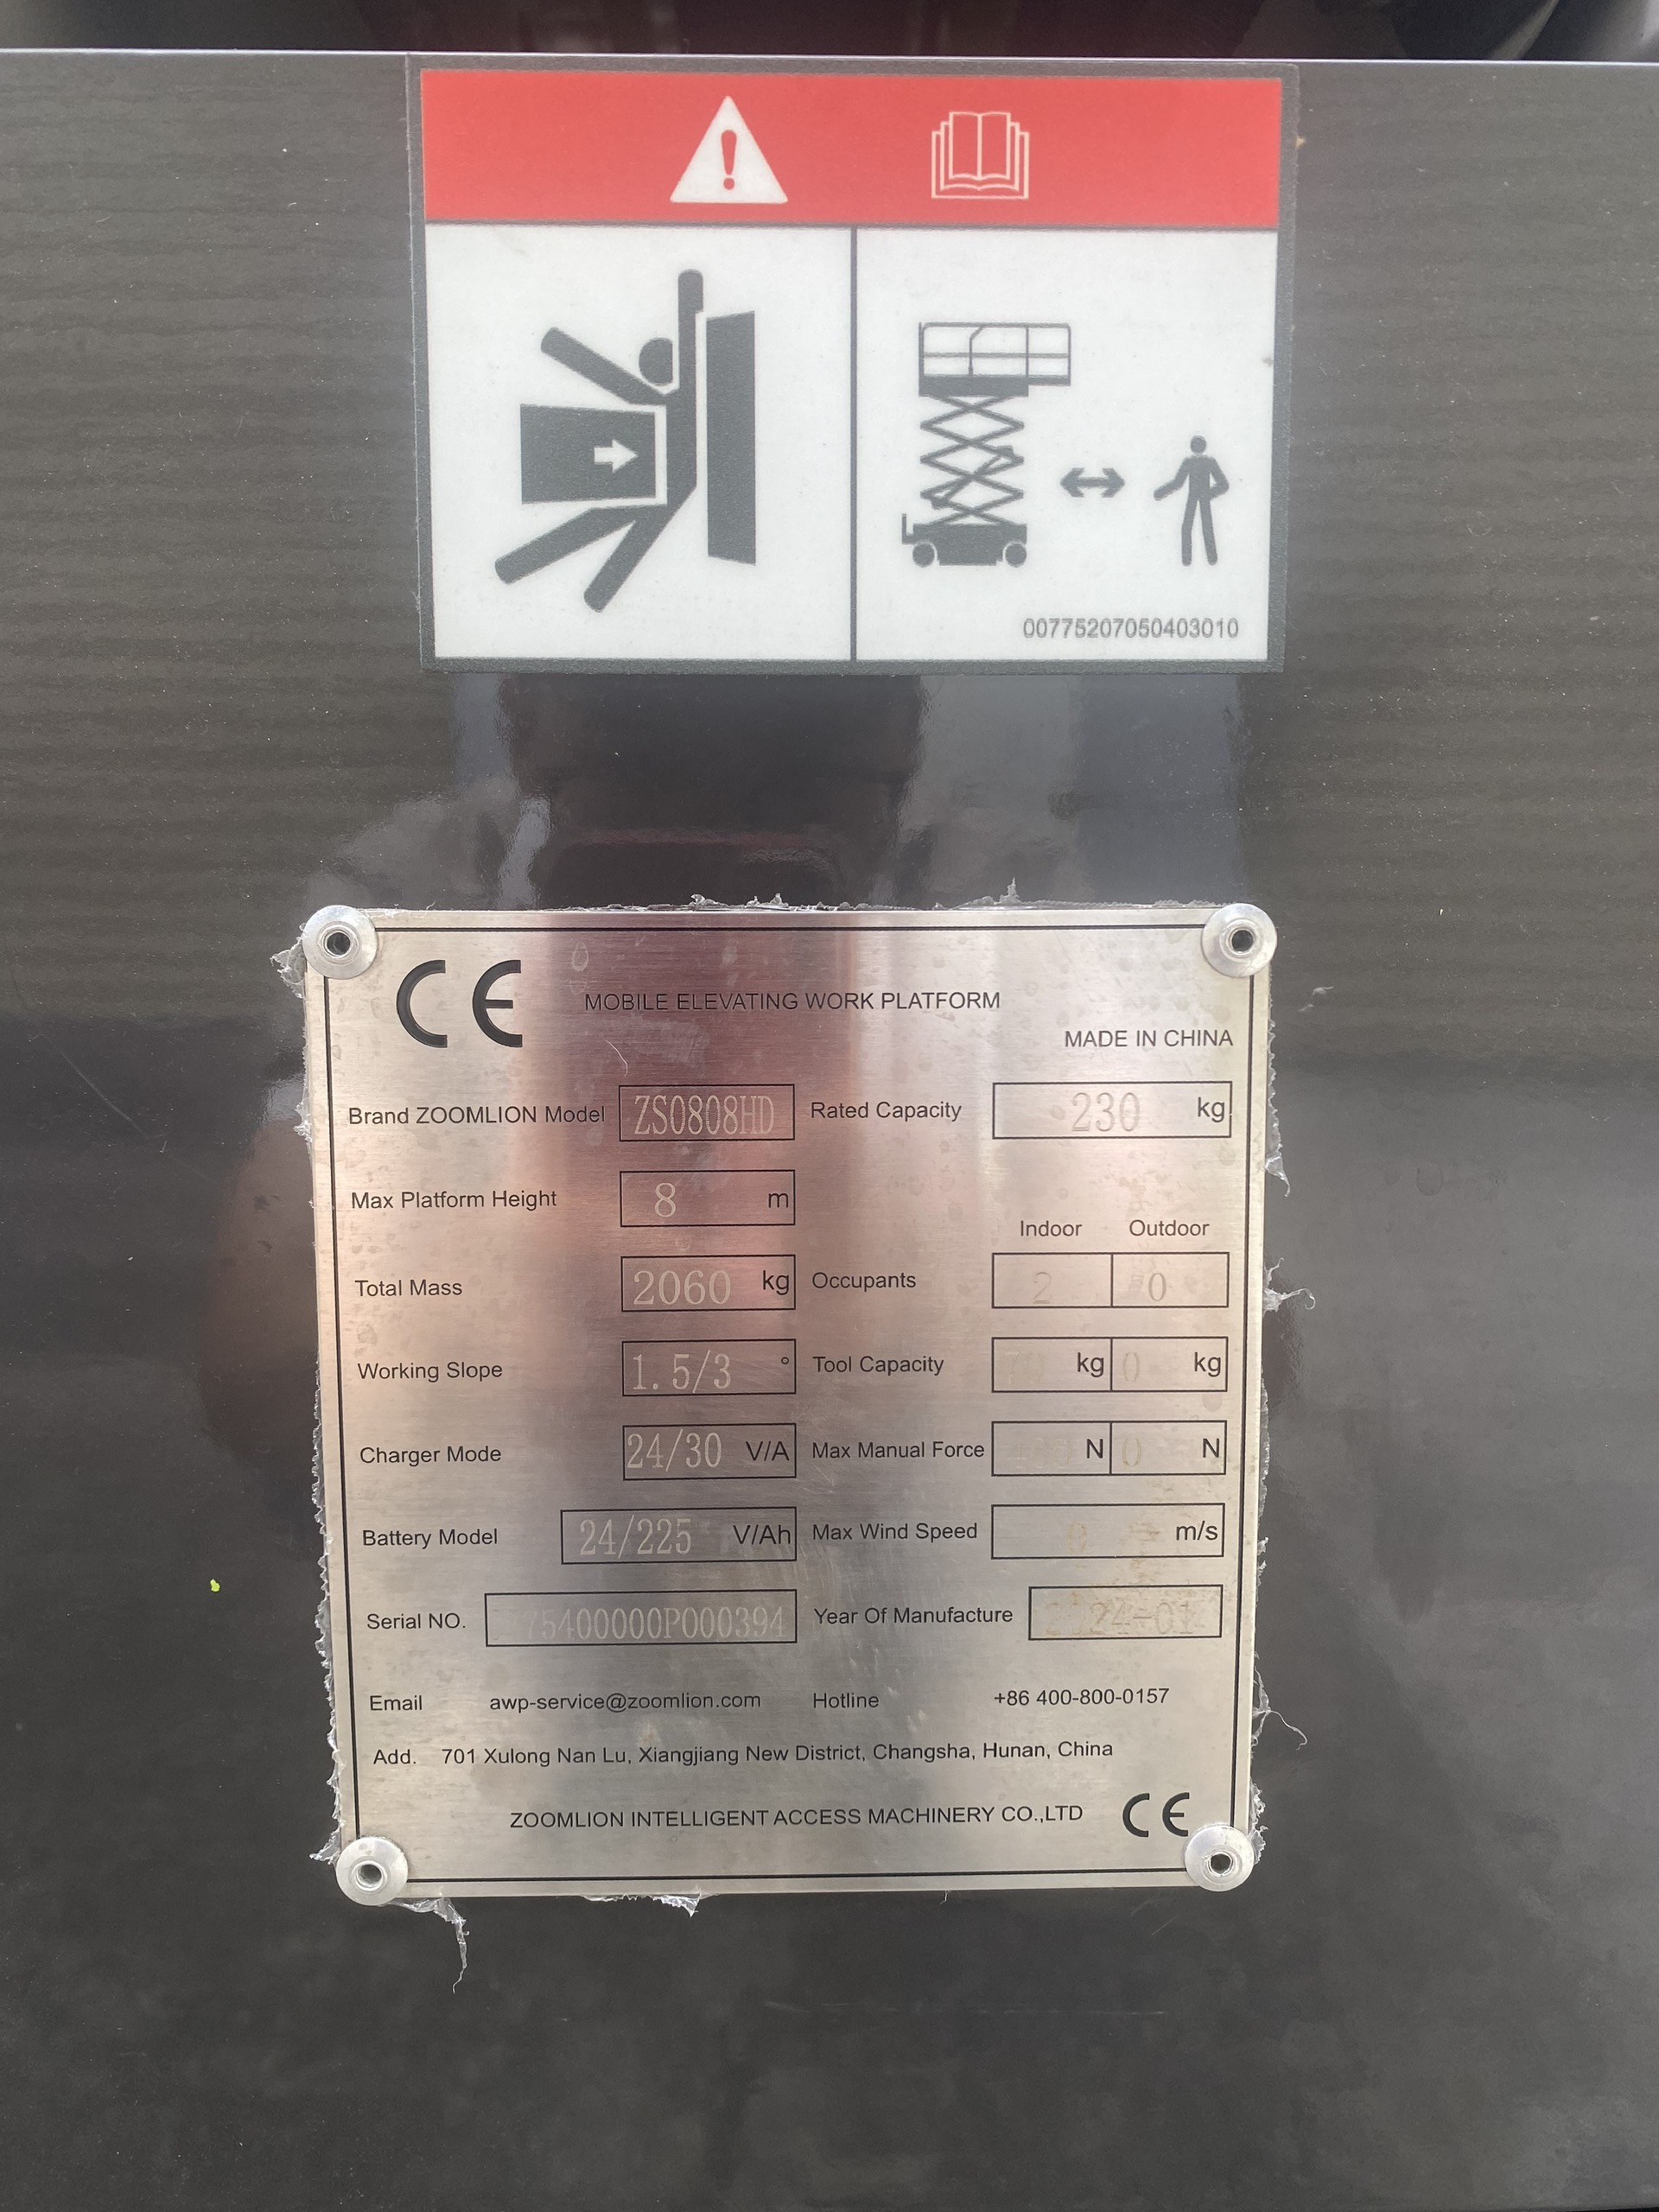 00775207050403010
CE
MOBILE ELEVATING WORK PLATFORM
MADE IN CHINA
Brand ZOOMLION Model ZS0808HD Rated Capacity 230 kg
Max Platform Height 8 m
Indoor Outdoor
Total Mass 2060 kg Occupants 2 0
Working Slope 1.5/3 ° Tool Capacity kg 0 kg
Charger Mode 24/30 V/A Max Manual Force N 0 N
Battery Model 24/225 V/Ah Max Wind Speed 0 m/s
Serial NO. Year Of Manufacture 2024-01
Email awp-service@zoomlion.com Hotline +86 400-800-0157
Add. 701 Xulong Nan Lu, Xiangjiang New District, Changsha, Hunan, China
ZOOMLION INTELLIGENT ACCESS MACHINERY CO.,LTD CE